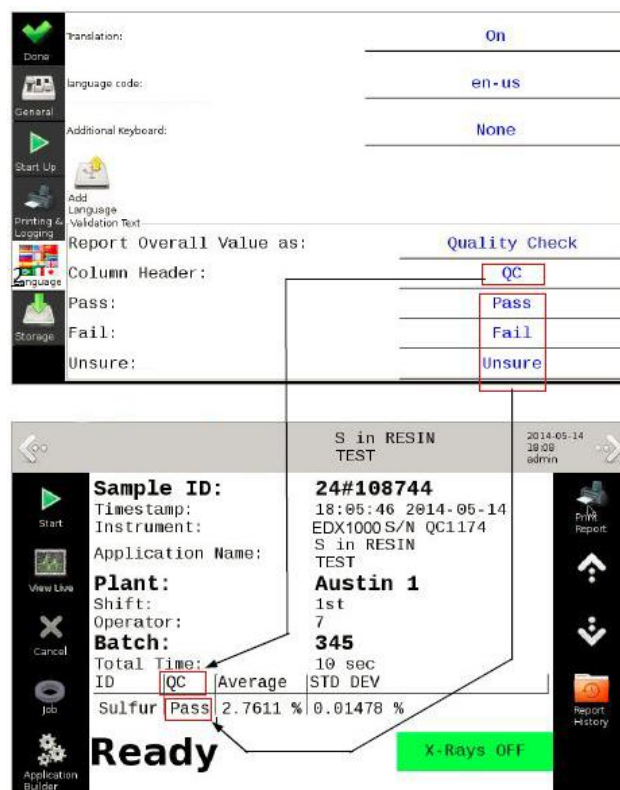 Translation: On
Done
language code: en-us
General
Additional Keyboard: None
Start Up
Add
Language
Printing &
Logging
Validation Text
Report Overall Value as: Quality Check
2
Language
Column Header: QC
Pass: Pass
Fail: Fail
Storage
Unsure: Unsure
S in RESIN
TEST
2014-05-14
18:08
admin
Sample ID: 24#108744
Timestamp: 18:05:46 2014-05-14
Start
Print
Report
Instrument: EDX1000 S/N QC1174
Application Name: S in RESIN
TEST
View Live
Plant: Austin 1
Shift: 1st
Operator: 7
Cancel
Batch: 345
Total Time: 10 sec
ID QC Average STD DEV
Job
Sulfur Pass 2.7611 % 0.01478 %
Report
History
Ready X-Rays OFF
Application
Builder